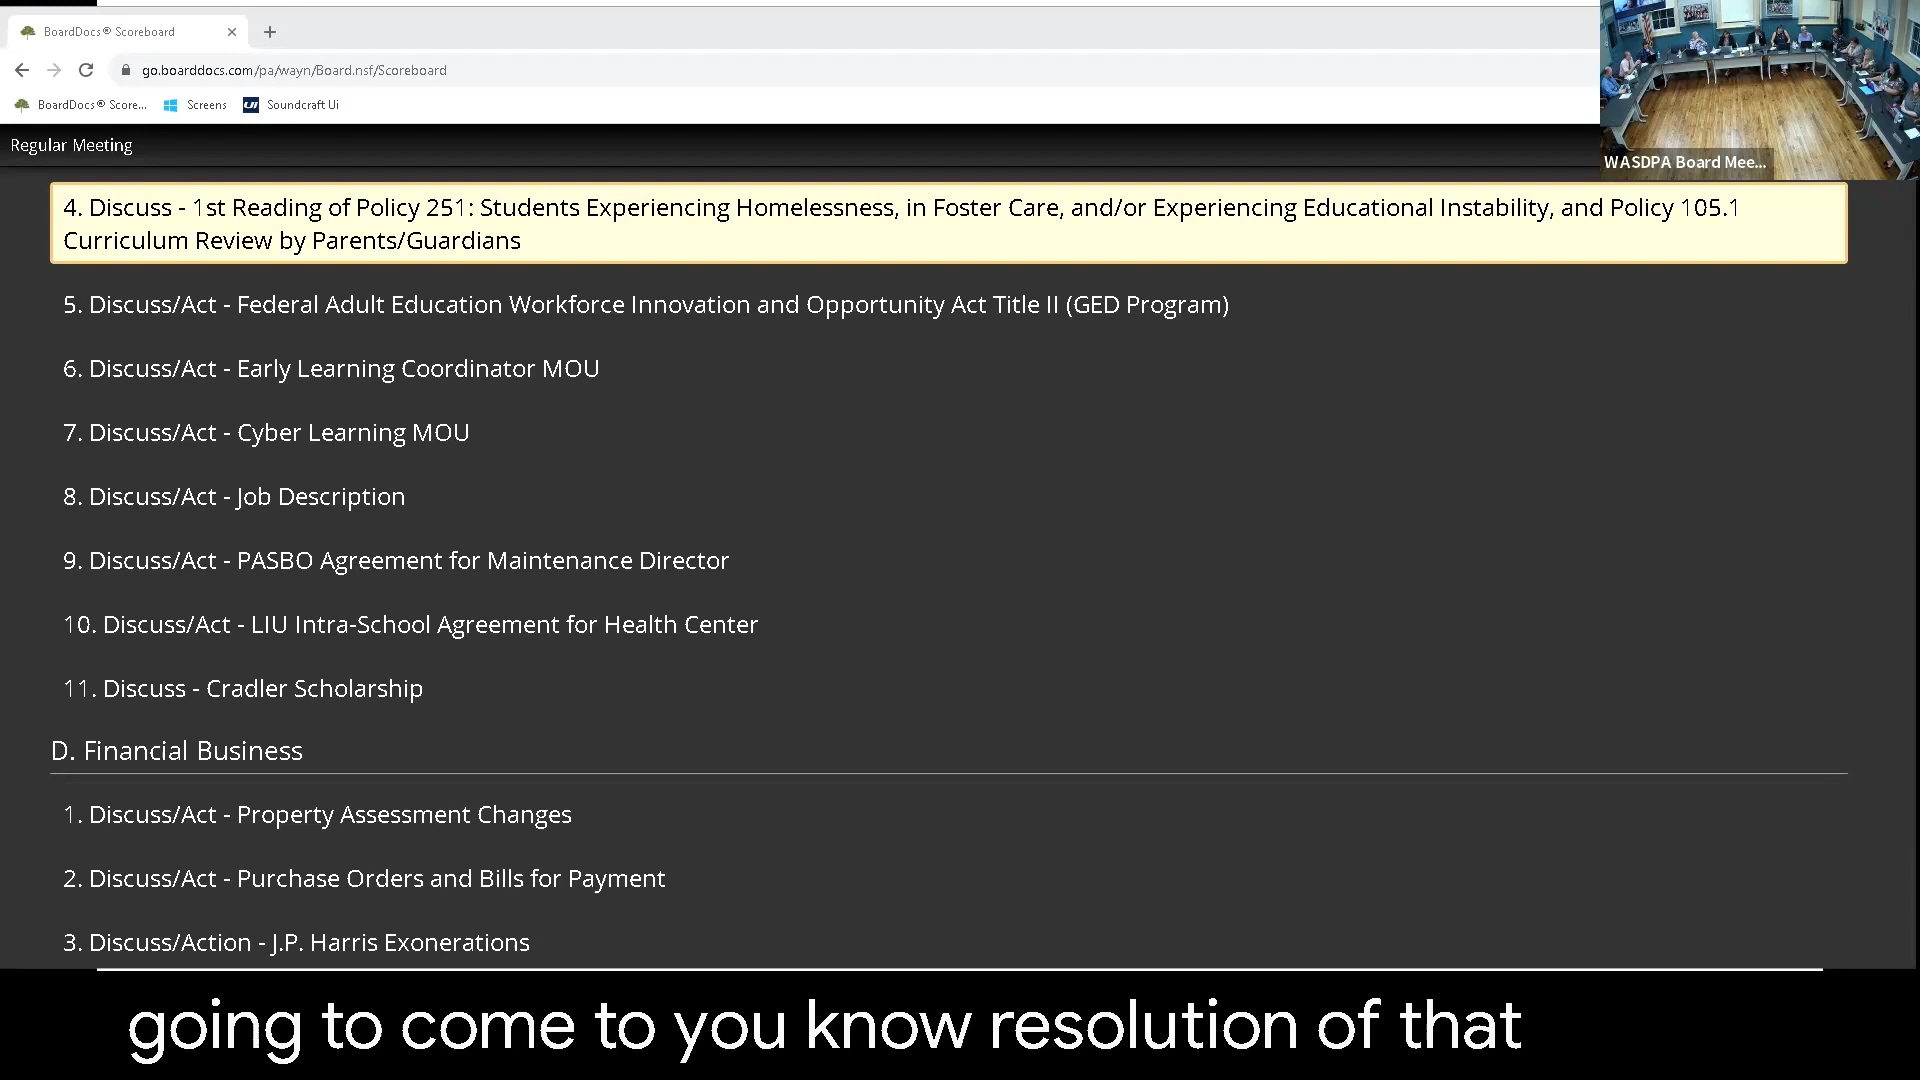 BoardDocs® Scoreboard
go.boarddocs.com/pa/wayn/Board.nsf/Scoreboard
BoardDocs® Score...
Screens
Soundcraft Ui
WASDPA Board Mee...
Regular Meeting
4. Discuss - 1st Reading of Policy 251: Students Experiencing Homelessness, in Foster Care, and/or Experiencing Educational Instability, and Policy 105.1
Curriculum Review by Parents/Guardians
5. Discuss/Act - Federal Adult Education Workforce Innovation and Opportunity Act Title II (GED Program)
6. Discuss/Act - Early Learning Coordinator MOU
7. Discuss/Act - Cyber Learning MOU
8. Discuss/Act - Job Description
9. Discuss/Act - PASBO Agreement for Maintenance Director
10. Discuss/Act - LIU Intra-School Agreement for Health Center
11. Discuss - Cradler Scholarship
D. Financial Business
1. Discuss/Act - Property Assessment Changes
2. Discuss/Act - Purchase Orders and Bills for Payment
3. Discuss/Action - J.P. Harris Exonerations
going to come to you know resolution of that